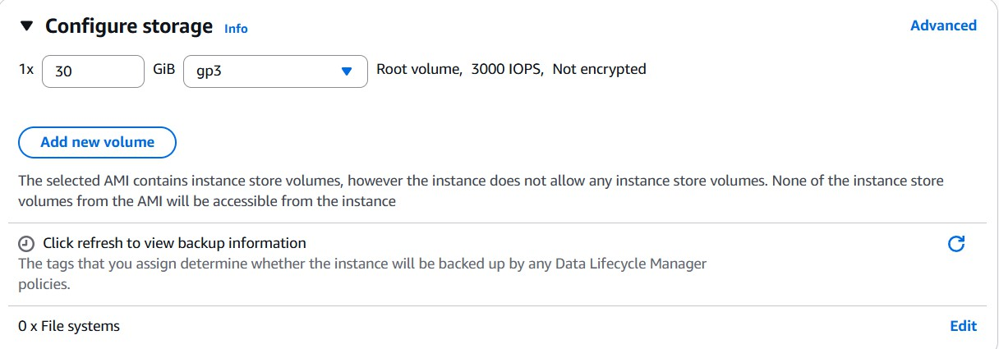 Configure storage Info Advanced
1x 30 GiB gp3 Root volume, 3000 IOPS, Not encrypted
Add new volume
The selected AMI contains instance store volumes, however the instance does not allow any instance store volumes. None of the instance store
volumes from the AMI will be accessible from the instance
Click refresh to view backup information
The tags that you assign determine whether the instance will be backed up by any Data Lifecycle Manager
policies.
0 x File systems Edit